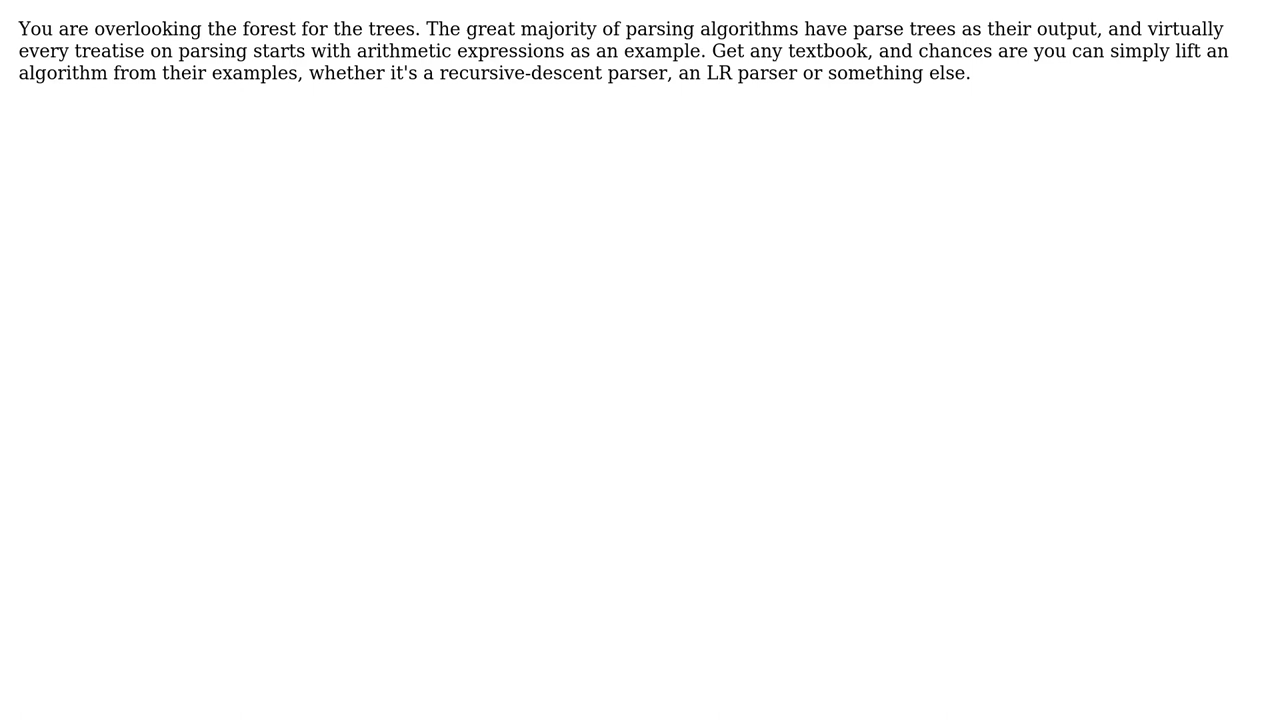 You are overlooking the forest for the trees. The great majority of parsing algorithms have parse trees as their output, and virtually
every treatise on parsing starts with arithmetic expressions as an example. Get any textbook, and chances are you can simply lift an
algorithm from their examples, whether it's a recursive-descent parser, an LR parser or something else.